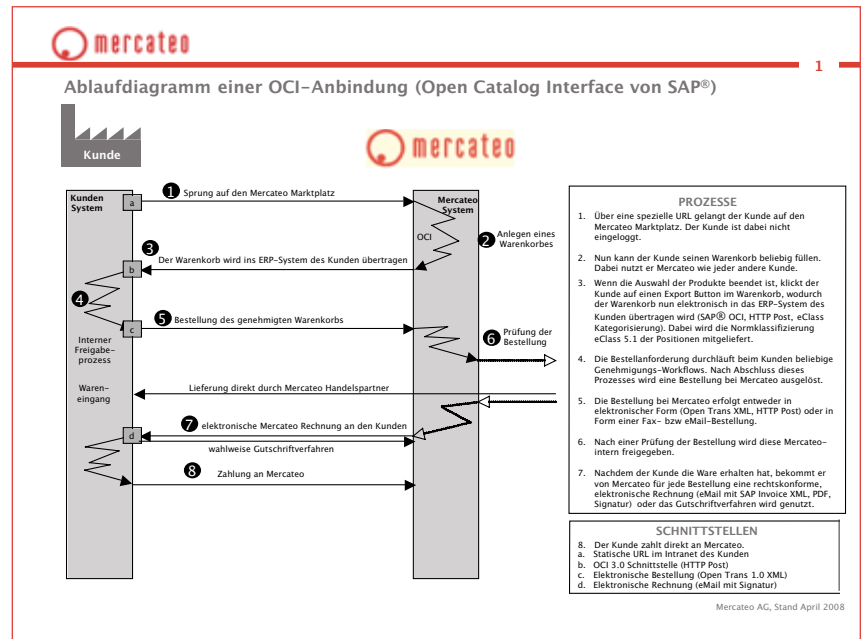 mercateo
1
Ablaufdiagramm einer OCI-Anbindung (Open Catalog Interface von SAP®)
Kunde
mercateo
Kunden
System
a
1 Sprung auf den Mercateo Marktplatz
Mercateo
System
OCI
2 Anlegen eines
Warenkorbes
3
Der Warenkorb wird ins ERP-System des Kunden übertragen
b
4
c
5 Bestellung des genehmigten Warenkorbs
6 Prüfung der
Bestellung
Interner
Freigabe-
prozess
Waren-
eingang
Lieferung direkt durch Mercateo Handelspartner
7 elektronische Mercateo Rechnung an den Kunden
d
wahlweise Gutschriftverfahren
8 Zahlung an Mercateo
PROZESSE
1. Über eine spezielle URL gelangt der Kunde auf den
Mercateo Marktplatz. Der Kunde ist dabei nicht
eingeloggt.
2. Nun kann der Kunde seinen Warenkorb beliebig füllen.
Dabei nutzt er Mercateo wie jeder andere Kunde.
3. Wenn die Auswahl der Produkte beendet ist, klickt der
Kunde auf einen Export Button im Warenkorb, wodurch
der Warenkorb nun elektronisch in das ERP-System des
Kunden übertragen wird (SAP® OCI, HTTP Post, eClass
Kategorisierung). Dabei wird die Normklassifizierung
eClass 5.1 der Positionen mitgeliefert.
4. Die Bestellanforderung durchläuft beim Kunden beliebige
Genehmigungs-Workflows. Nach Abschluss dieses
Prozesses wird eine Bestellung bei Mercateo ausgelöst.
5. Die Bestellung bei Mercateo erfolgt entweder in
elektronischer Form (Open Trans XML, HTTP Post) oder in
Form einer Fax- bzw eMail-Bestellung.
6. Nach einer Prüfung der Bestellung wird diese Mercateo-
intern freigegeben.
7. Nachdem der Kunde die Ware erhalten hat, bekommt er
von Mercateo für jede Bestellung eine rechtskonforme,
elektronische Rechnung (eMail mit SAP Invoice XML, PDF,
Signatur) oder das Gutschriftverfahren wird genutzt.
SCHNITTSTELLEN
8. Der Kunde zahlt direkt an Mercateo.
a. Statische URL im Intranet des Kunden
b. OCI 3.0 Schnittstelle (HTTP Post)
c. Elektronische Bestellung (Open Trans 1.0 XML)
d. Elektronische Rechnung (eMail mit Signatur)
Mercateo AG, Stand April 2008